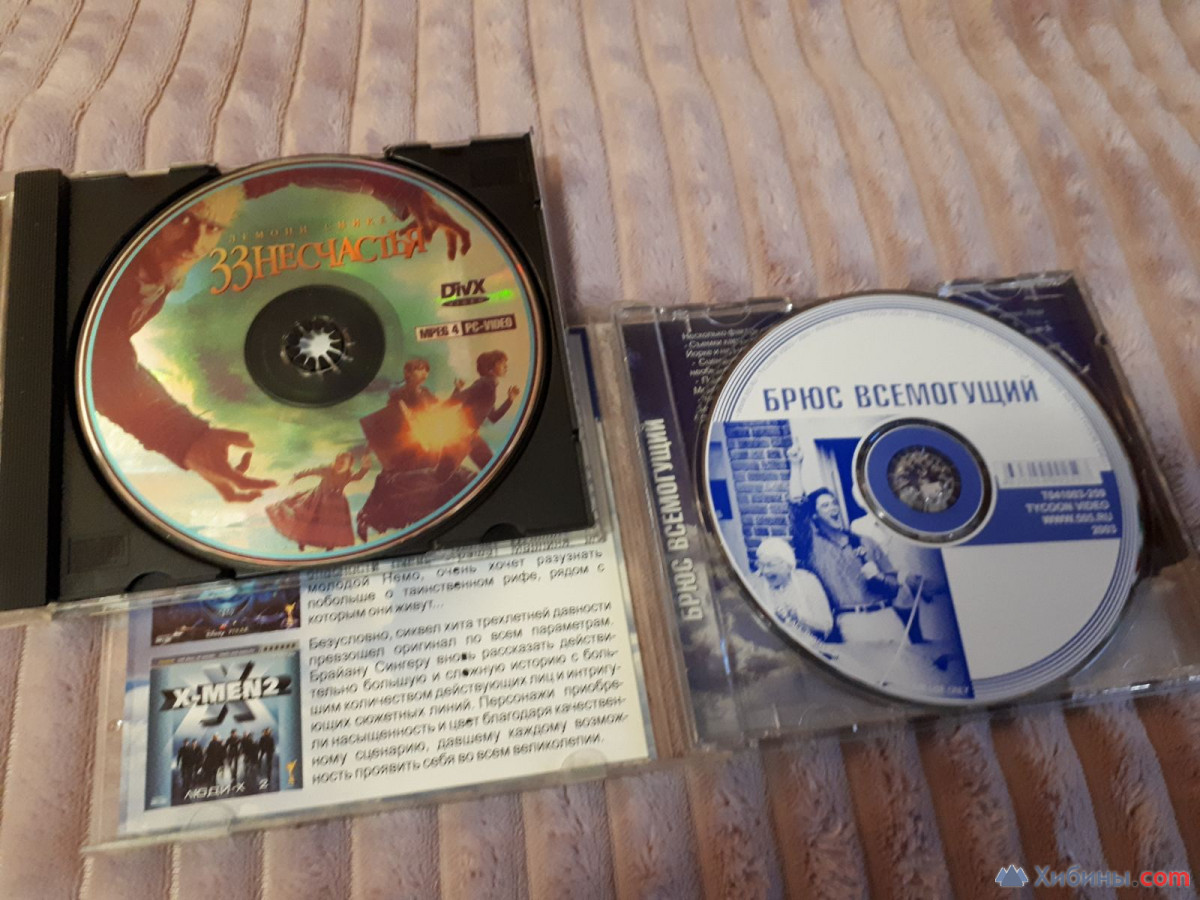 ЛЕМОНИ СНИКЕТ
33 НЕСЧАСТЬЯ
DivX
VIDEO
MPEG 4 PC-VIDEO
молодой Немо, очень хочет разузнать
побольше о таинственном рифе, рядом с
которым они живут...
Безусловно, сиквел хита трехлетней давности
превзошел оригинал по всем параметрам.
Брайану Сингеру вновь рассказать действи-
тельно большую и сложную историю с боль-
шим количеством действующих лиц и интригу-
ющих сюжетных линий. Персонажи приобре-
ли насыщенность и цвет благодаря качествен-
ному сценарию, давшему каждому возмож-
ность проявить себя во всем великолепии.
X-MEN2
ЛЮДИ-Х 2
БРЮС ВСЕМОГУЩИЙ
Несколько
- Съемки
БРЮС ВСЕМОГУЩИЙ
TYCOON VIDEO
2003
Хибины.com